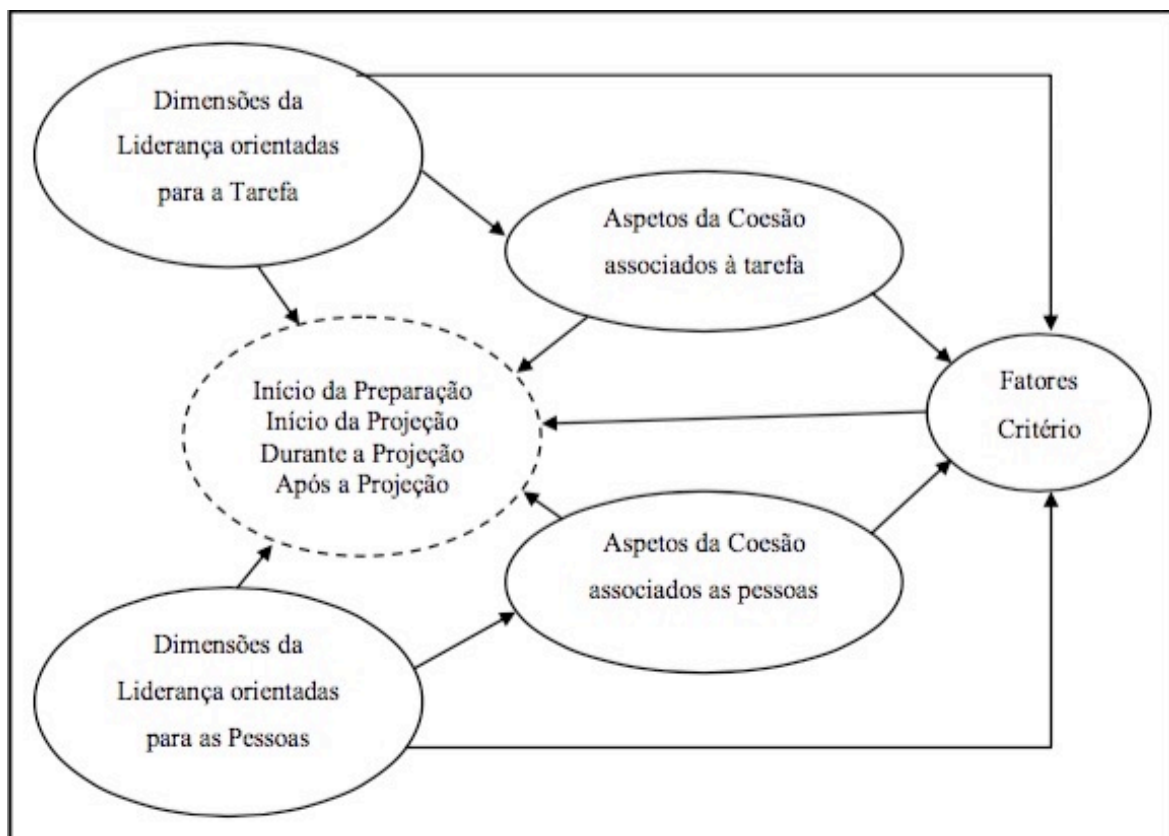 Dimensões da
Liderança orientadas
para a Tarefa
Aspetos da Coesão
associados à tarefa
Início da Preparação
Início da Projeção
Durante a Projeção
Após a Projeção
Fatores
Critério
Aspetos da Coesão
associados as pessoas
Dimensões da
Liderança orientadas
para as Pessoas